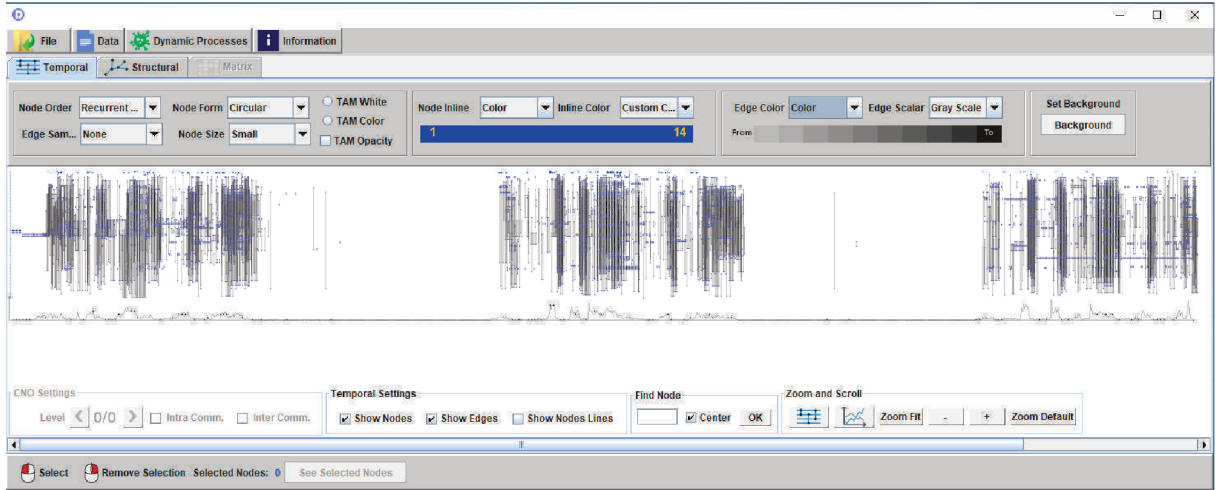 File Data Dynamic Processes i Information
Temporal Structural Matrix
Node Order Recurrent ... Node Form Circular TAM White Node Inline Color Inline Color Custom C... Edge Color Color Edge Scalar Gray Scale Set Background
TAM Color
Edge Sam... None Node Size Small TAM Opacity 1 14 From To Background
CNO Settings Temporal Settings Find Node Zoom and Scroll
Level 0/0 Intra Comm. Inter Comm. Show Nodes Show Edges Show Nodes Lines Center OK Zoom Fit - + Zoom Default
Select Remove Selection Selected Nodes: 0 See Selected Nodes